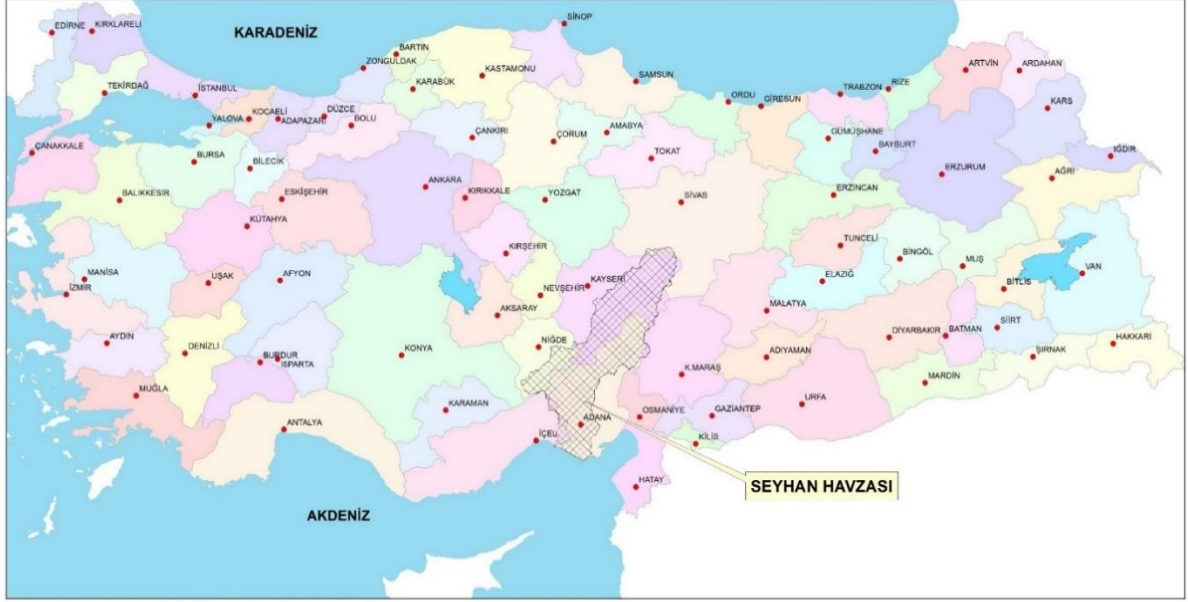 EDİRNE
KIRKLARELİ
SİNOP
KARADENİZ
BARTIN
ZONGULDAK
KASTAMONU
KARABÜK
SAMSUN
ARTVİN
ARDAHAN
TEKİRDAĞ
İSTANBUL
ORDU
GİRESUN
TRABZON
RİZE
KARS
YALOVA
KOCAELİ
ADAPAZARI
DÜZCE
BOLU
ÇANKIRI
ÇORUM
AMASYA
GÜMÜŞHANE
BAYBURT
IĞDIR
ÇANAKKALE
BURSA
BİLECİK
TOKAT
ERZURUM
AĞRI
BALIKKESİR
ESKİŞEHİR
ANKARA
KIRIKKALE
YOZGAT
SİVAS
ERZİNCAN
KÜTAHYA
KIRŞEHİR
TUNCELİ
BİNGÖL
MUŞ
MANİSA
İZMİR
UŞAK
AFYON
NEVŞEHİR
KAYSERİ
ELAZIĞ
BİTLİS
VAN
AKSARAY
MALATYA
SİİRT
AYDIN
DENİZLİ
BURDUR
ISPARTA
KONYA
NİĞDE
DİYARBAKIR
BATMAN
HAKKARİ
ŞIRNAK
ADIYAMAN
MUĞLA
K.MARAŞ
MARDİN
KARAMAN
URFA
ANTALYA
İÇEL
ADANA
OSMANİYE
GAZİANTEP
KİLİS
HATAY
SEYHAN HAVZASI
AKDENİZ